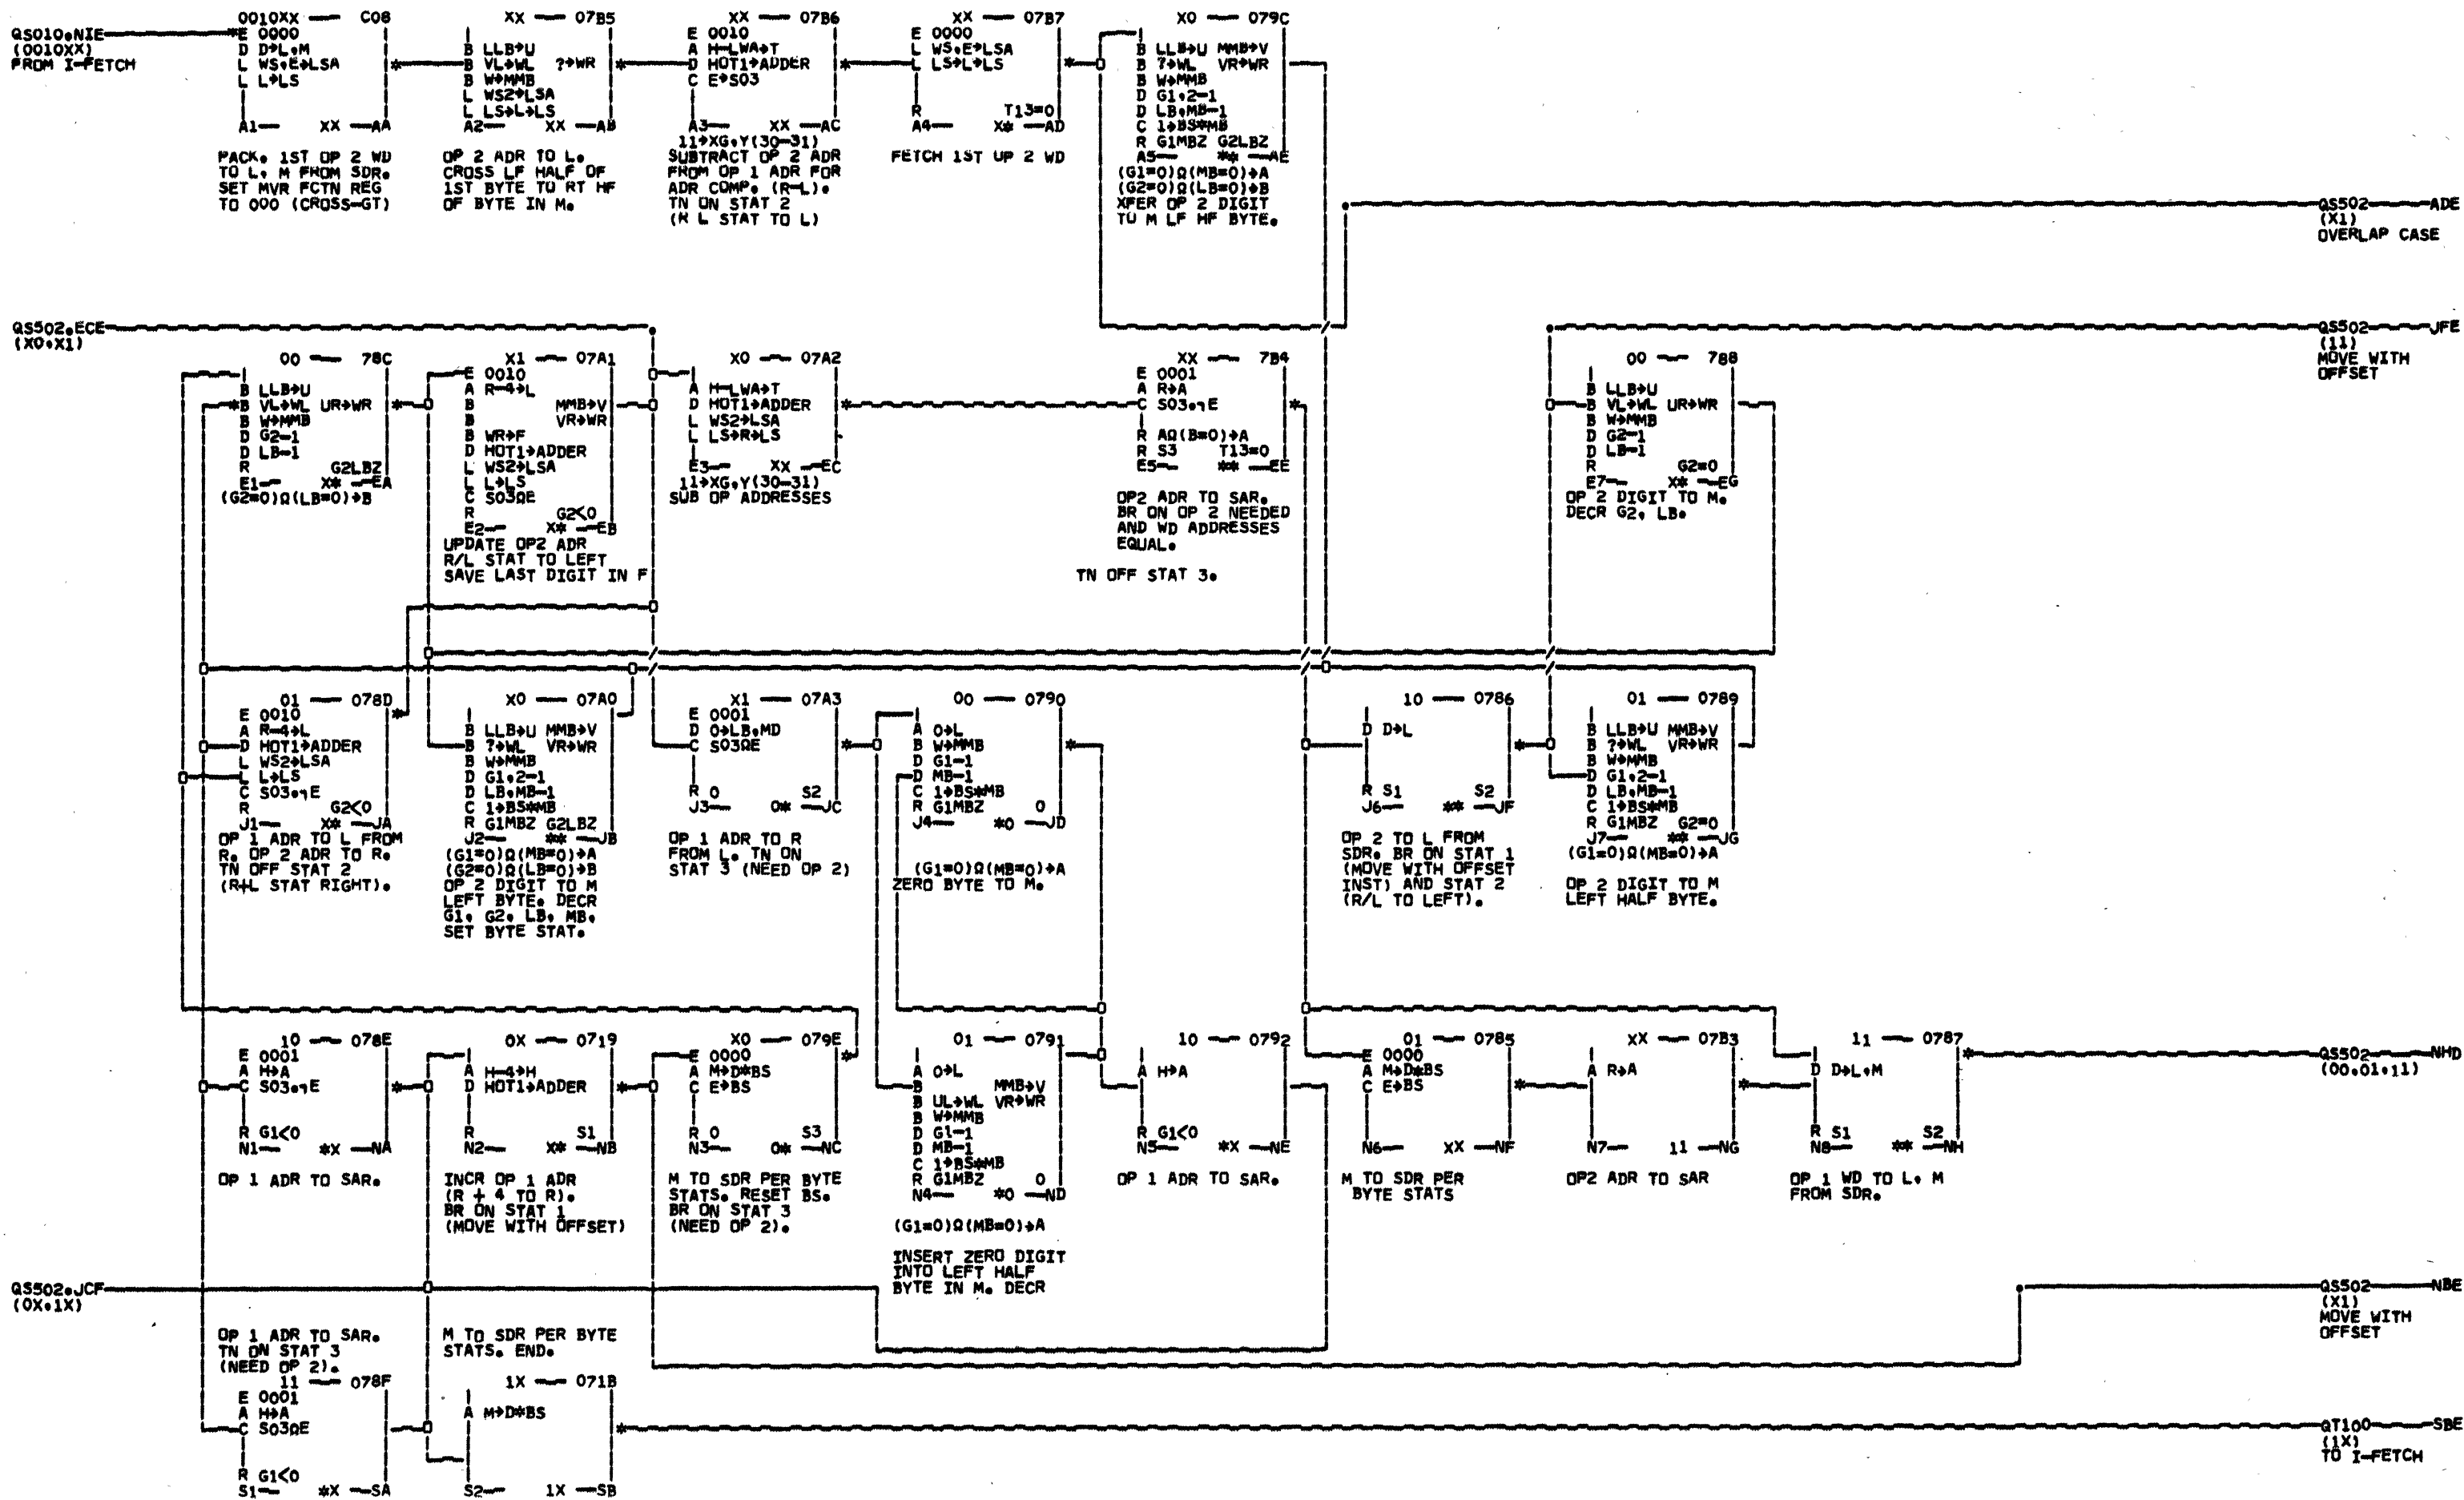 QS010.NIE
(0010XX)
FROM I-FETCH
0010XX — C08
E 0000
D D→L.M
L WS.E→LSA
L L→LS
A1— XX —AA
PACK. 1ST OP 2 WD
TO L. M FROM SDR.
SET MVR FCTN REG
TO 000 (CROSS-GT)
XX — 07B5
B LLB→U
B VL→WL ?→WR
B W→MMB
L WS2→LSA
L LS→L→LS
A2— XX —AB
OP 2 ADR TO L.
CROSS LF HALF OF
1ST BYTE TO RT HF
OF BYTE IN M.
XX — 07B6
E 0010
A H-LWA→T
D HOT1→ADDER
C E→S03
A3— XX —AC
11→XG.Y(30-31)
SUBTRACT OP 2 ADR
FROM OP 1 ADR FOR
ADR COMP. (R-L).
TN ON STAT 2
(R L STAT TO L)
XX — 07B7
E 0000
L WS.E→LSA
L LS→L→LS
R T13=0
A4— X* —AD
FETCH 1ST UP 2 WD
X0 — 079C
B LLB→U MMB→V
B ?→WL VR→WR
B W→MMB
D G1.2-1
D LB.MB-1
C 1→BS*MB
R G1MBZ G2LBZ
A5— ** —AE
(G1=0)Ω(MB=0)→A
(G2=0)Ω(LB=0)→B
XFER OP 2 DIGIT
TO M LF HF BYTE.
QS502—ADE
(X1)
OVERLAP CASE
QS502.ECE
(X0.X1)
QS502—JFE
(11)
MOVE WITH
OFFSET
00 — 78C
B LLB→U
B VL→WL UR→WR
B W→MMB
D G2-1
D LB-1
R G2LBZ
E1— X* —EA
(G2=0)Ω(LB=0)→B
X1 — 07A1
E 0010
A R-4→L
B MMB→V
B VR→WR
B WR→F
D HOT1→ADDER
L WS2→LSA
L L→LS
C S03ΩE
R G2<0
E2— X* —EB
UPDATE OP2 ADR
R/L STAT TO LEFT
SAVE LAST DIGIT IN F
X0 — 07A2
A H-LWA→T
D HOT1→ADDER
L WS2→LSA
L LS→R→LS
E3— XX —EC
11→XG.Y(30-31)
SUB OP ADDRESSES
XX — 7B4
E 0001
A R→A
C S03.¬E
R AΩ(B=0)→A
R S3 T13=0
E5— ** —EE
OP2 ADR TO SAR.
BR ON OP 2 NEEDED
AND WD ADDRESSES
EQUAL.
TN OFF STAT 3.
00 — 788
B LLB→U
B VL→WL UR→WR
B W→MMB
D G2-1
D LB-1
R G2=0
E7— X* —EG
OP 2 DIGIT TO M.
DECR G2. LB.
01 — 078D
E 0010
A R-4→L
D HOT1→ADDER
L WS2→LSA
L L→LS
C S03.¬E
R G2<0
J1— X* —JA
OP 1 ADR TO L FROM
R. OP 2 ADR TO R.
TN OFF STAT 2
(R+L STAT RIGHT).
X0 — 07A0
B LLB→U MMB→V
B ?→WL VR→WR
B W→MMB
D G1.2-1
D LB.MB-1
C 1→BS*MB
R G1MBZ G2LBZ
J2— ** —JB
(G1=0)Ω(MB=0)→A
(G2=0)Ω(LB=0)→B
OP 2 DIGIT TO M
LEFT BYTE. DECR
G1. G2. LB. MB.
SET BYTE STAT.
X1 — 07A3
E 0001
D 0→LB.MD
C S03ΩE
R 0 S2
J3— 0* —JC
OP 1 ADR TO R
FROM L. TN ON
STAT 3 (NEED OP 2)
00 — 0790
A 0→L
B W→MMB
D G1-1
D MB-1
C 1→BS*MB
R G1MBZ 0
J4— *0 —JD
(G1=0)Ω(MB=0)→A
ZERO BYTE TO M.
10 — 0786
D D→L
R S1 S2
J6— ** —JF
OP 2 TO L FROM
SDR. BR ON STAT 1
(MOVE WITH OFFSET
INST) AND STAT 2
(R/L TO LEFT).
01 — 0789
B LLB→U MMB→V
B ?→WL VR→WR
B W→MMB
D G1.2-1
D LB.MB-1
C 1→BS*MB
R G1MBZ G2=0
J7— ** —JG
(G1=0)Ω(MB=0)→A
OP 2 DIGIT TO M
LEFT HALF BYTE.
10 — 078E
E 0001
A H→A
C S03.¬E
R G1<0
N1— *X —NA
OP 1 ADR TO SAR.
0X — 0719
A H-4→H
D HOT1→ADDER
R S1
N2— X* —NB
INCR OP 1 ADR
(R + 4 TO R).
BR ON STAT 1
(MOVE WITH OFFSET)
X0 — 079E
E 0000
A M→D*BS
C E→BS
R 0 S3
N3— 0* —NC
M TO SDR PER BYTE
STATS. RESET BS.
BR ON STAT 3
(NEED OP 2).
01 — 0791
A 0→L
B MMB→V
B UL→WL VR→WR
B W→MMB
D G1-1
D MB-1
C 1→BS*MB
R G1MBZ 0
N4— *0 —ND
(G1=0)Ω(MB=0)→A
INSERT ZERO DIGIT
INTO LEFT HALF
BYTE IN M. DECR
10 — 0792
A H→A
R G1<0
N5— *X —NE
OP 1 ADR TO SAR.
01 — 0785
E 0000
A M→D*BS
C E→BS
N6— XX —NF
M TO SDR PER
BYTE STATS
XX — 07B3
A R→A
N7— 11 —NG
OP2 ADR TO SAR
11 — 0787
D D→L.M
R S1 S2
N8— ** —NH
OP 1 WD TO L. M
FROM SDR.
QS502—NHD
(00.01.11)
QS502.JCF
(0X.1X)
QS502—NBE
(X1)
MOVE WITH
OFFSET
OP 1 ADR TO SAR.
TN ON STAT 3
(NEED OP 2).
11 — 078F
E 0001
A H→A
C S03ΩE
R G1<0
S1— *X —SA
M TO SDR PER BYTE
STATS. END.
1X — 071B
A M→D*BS
S2— 1X —SB
QT100—SBE
(1X)
TO I-FETCH